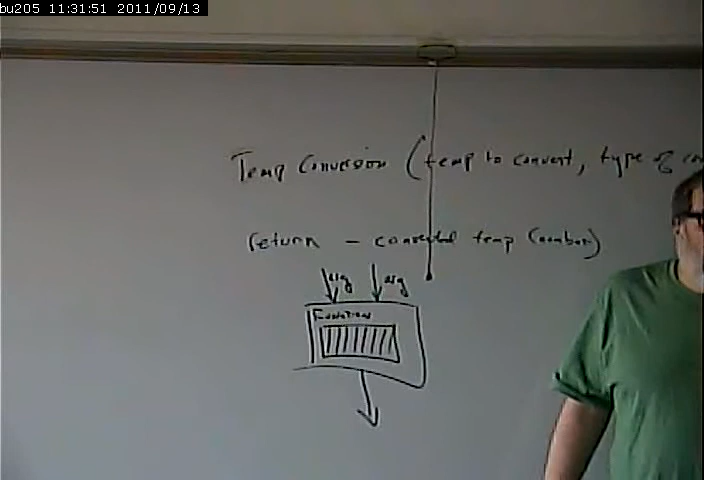 bu205 11:31:51 2011/09/13
Temp Conversion (temp to convert, type of
return - converted temp (number)
arg arg
Function